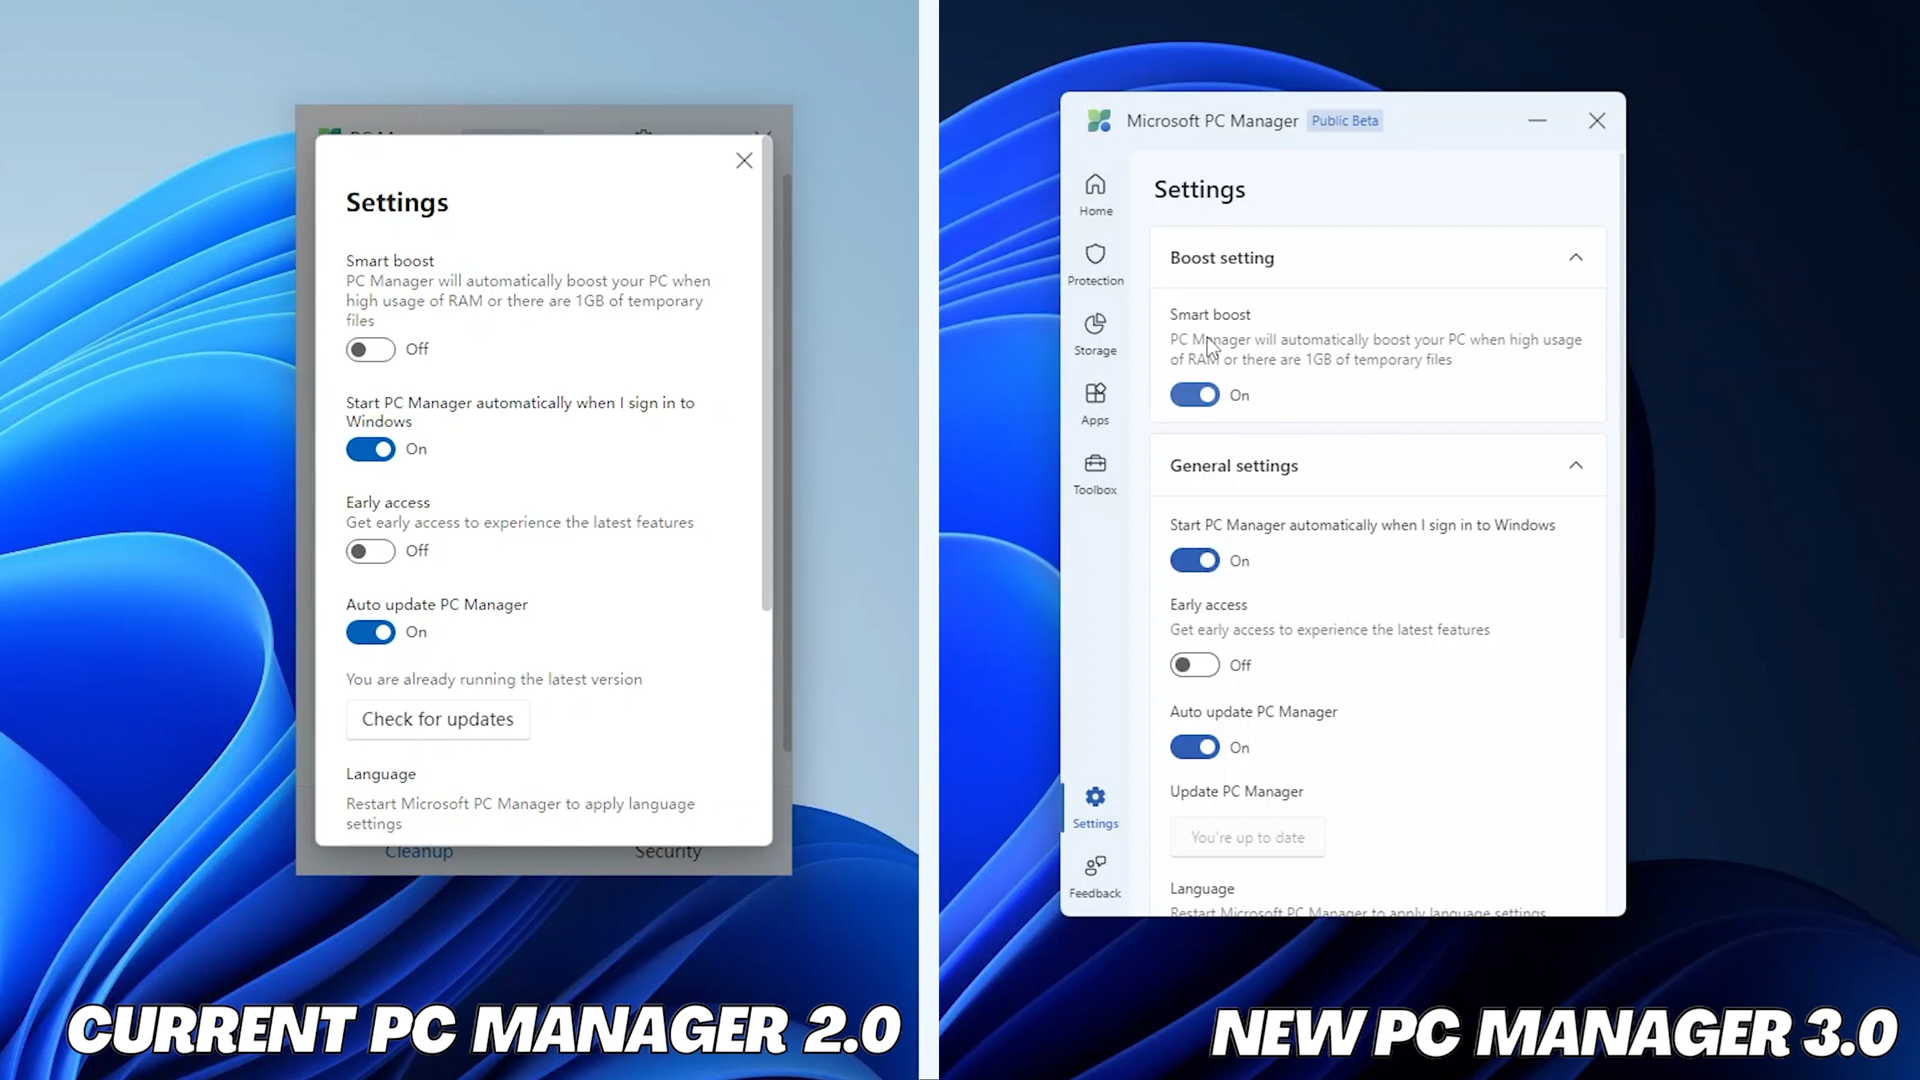 Settings
Smart boost
PC Manager will automatically boost your PC when
high usage of RAM or there are 1GB of temporary
files
Off
Start PC Manager automatically when I sign in to
Windows
On
Early access
Get early access to experience the latest features
Off
Auto update PC Manager
On
You are already running the latest version
Check for updates
Language
Restart Microsoft PC Manager to apply language
settings
Cleanup
Security
CURRENT PC MANAGER 2.0
Microsoft PC Manager
Public Beta
Home
Protection
Storage
Apps
Toolbox
Settings
Feedback
Settings
Boost setting
Smart boost
PC Manager will automatically boost your PC when high usage
of RAM or there are 1GB of temporary files
On
General settings
Start PC Manager automatically when I sign in to Windows
On
Early access
Get early access to experience the latest features
Off
Auto update PC Manager
On
Update PC Manager
You're up to date
Language
Restart Microsoft PC Manager to apply language settings
NEW PC MANAGER 3.0